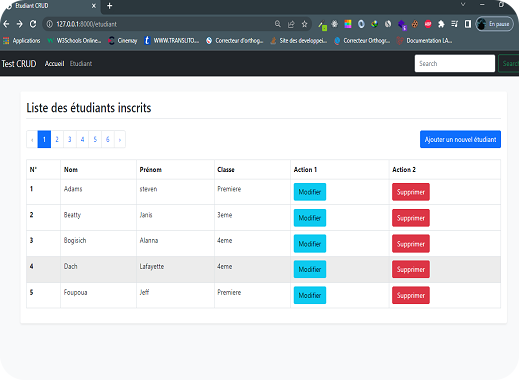 Etudiant CRUD
127.0.0.1:8000/etudiant
En pause
Applications W3Schools Online... Cinemay WWW.TRANSLITO... Correcteur d'orthog... Site des developpei... Correcteur Orthogr... Documentation LA...
Test CRUD Accueil Etudiant Search Search
Liste des étudiants inscrits
‹ 1 2 3 4 5 6 › Ajouter un nouvel étudiant
N° Nom Prénom Classe Action 1 Action 2
1 Adams steven Premiere Modifier Supprimer
2 Beatty Janis 3eme Modifier Supprimer
3 Bogisich Alanna 4eme Modifier Supprimer
4 Dach Lafayette 4eme Modifier Supprimer
5 Foupoua Jeff Premiere Modifier Supprimer